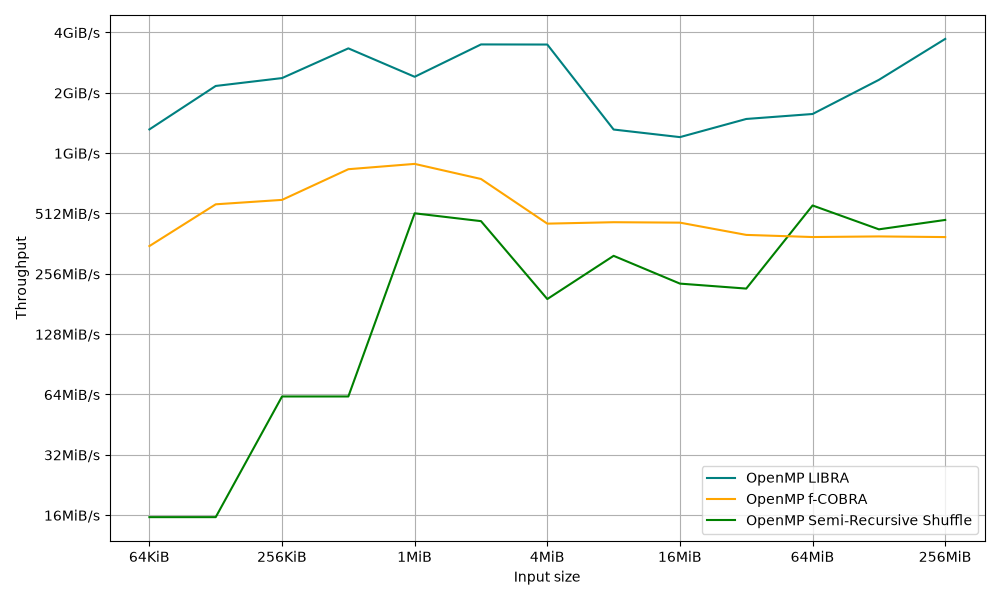 4GiB/s
2GiB/s
1GiB/s
512MiB/s
256MiB/s
128MiB/s
64MiB/s
32MiB/s
16MiB/s
Throughput
64KiB
256KiB
1MiB
4MiB
16MiB
64MiB
256MiB
Input size
OpenMP LIBRA
OpenMP f-COBRA
OpenMP Semi-Recursive Shuffle